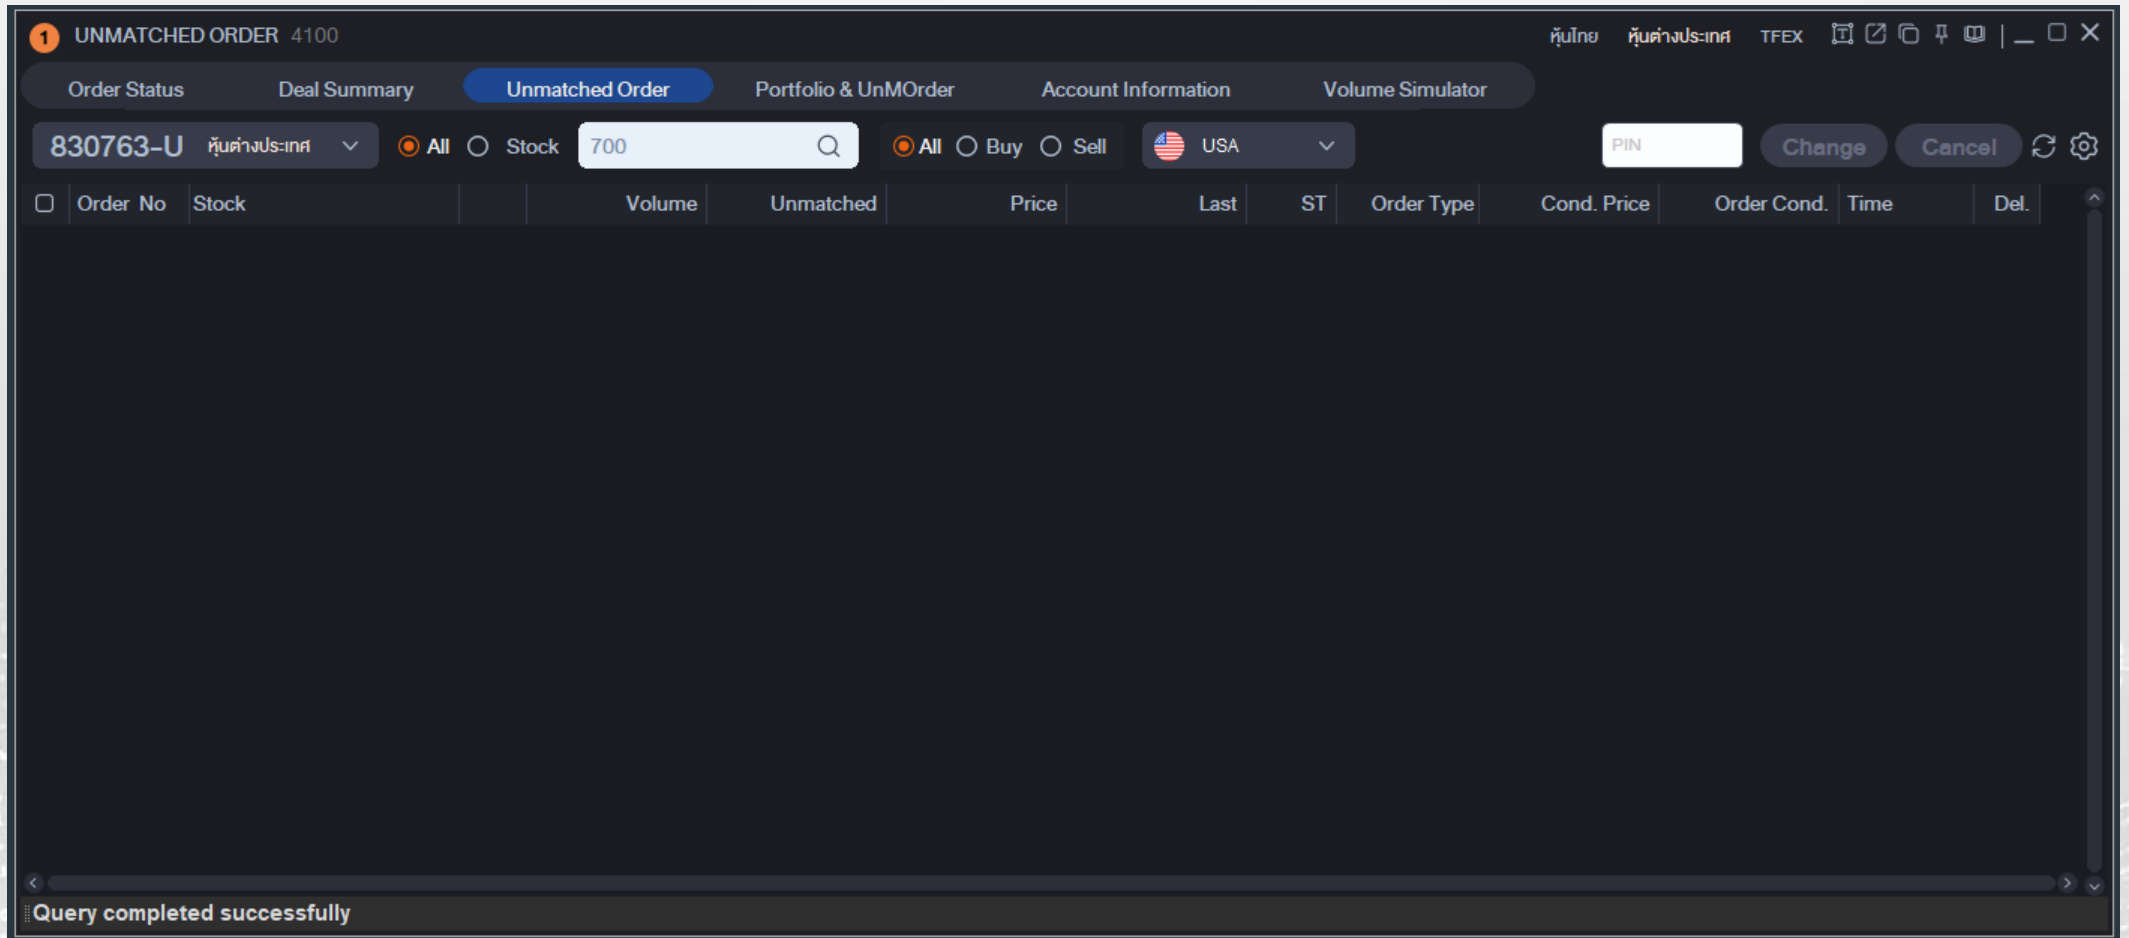 1 UNMATCHED ORDER 4100 หุ้นไทย หุ้นต่างประเทศ TFEX
Order Status Deal Summary Unmatched Order Portfolio & UnMOrder Account Information Volume Simulator
830763-U หุ้นต่างประเทศ All Stock 700 All Buy Sell USA PIN Change Cancel
Order No Stock Volume Unmatched Price Last ST Order Type Cond. Price Order Cond. Time Del.
Query completed successfully